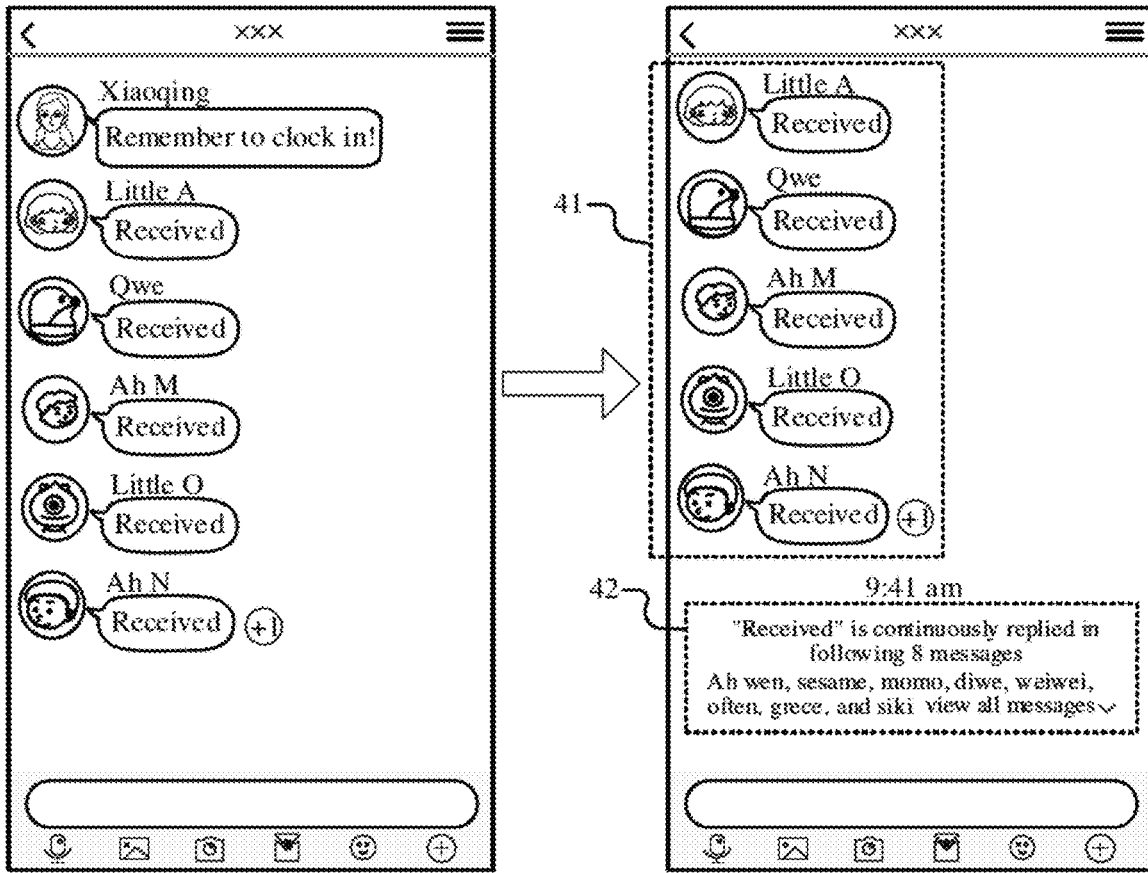 ×××
Xiaoqing
Remember to clock in!
Little A
Received
Qwe
Received
Ah M
Received
Little O
Received
Ah N
Received +1
×××
41
Little A
Received
Qwe
Received
Ah M
Received
Little O
Received
Ah N
Received +1
42
9:41 am
"Received" is continuously replied in
following 8 messages
Ah wen, sesame, momo, diwe, weiwei,
often, grece, and siki view all messages